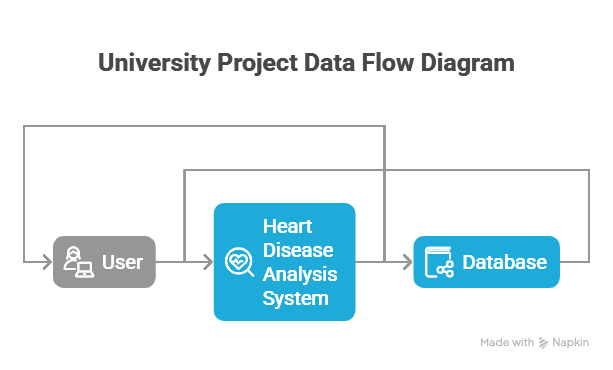 University Project Data Flow Diagram
User
Heart
Disease
Analysis
System
Database
Made with Napkin